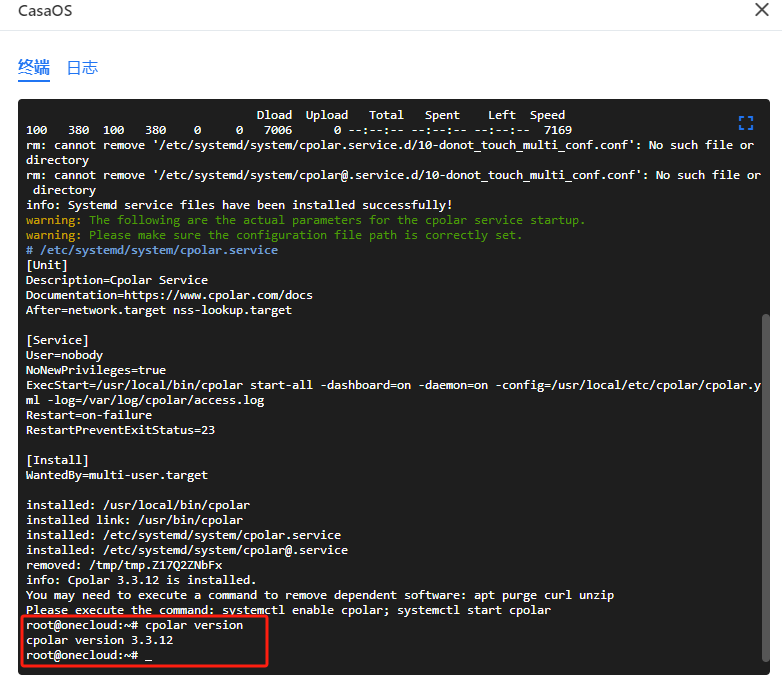 CasaOS
终端 日志
Dload Upload Total Spent Left Speed
100 380 100 380 0 0 7006 0 --:--:-- --:--:-- --:--:-- 7169
rm: cannot remove '/etc/systemd/system/cpolar.service.d/10-donot_touch_multi_conf.conf': No such file or
directory
rm: cannot remove '/etc/systemd/system/cpolar@.service.d/10-donot_touch_multi_conf.conf': No such file or
directory
info: Systemd service files have been installed successfully!
warning: The following are the actual parameters for the cpolar service startup.
warning: Please make sure the configuration file path is correctly set.
# /etc/systemd/system/cpolar.service
[Unit]
Description=Cpolar Service
Documentation=https://www.cpolar.com/docs
After=network.target nss-lookup.target
[Service]
User=nobody
NoNewPrivileges=true
ExecStart=/usr/local/bin/cpolar start-all -dashboard=on -daemon=on -config=/usr/local/etc/cpolar/cpolar.y
ml -log=/var/log/cpolar/access.log
Restart=on-failure
RestartPreventExitStatus=23
[Install]
WantedBy=multi-user.target
installed: /usr/local/bin/cpolar
installed link: /usr/bin/cpolar
installed: /etc/systemd/system/cpolar.service
installed: /etc/systemd/system/cpolar@.service
removed: /tmp/tmp.Z17Q2ZNbFx
info: Cpolar 3.3.12 is installed.
You may need to execute a command to remove dependent software: apt purge curl unzip
Please execute the command: systemctl enable cpolar; systemctl start cpolar
root@onecloud:~# cpolar version
cpolar version 3.3.12
root@onecloud:~# _